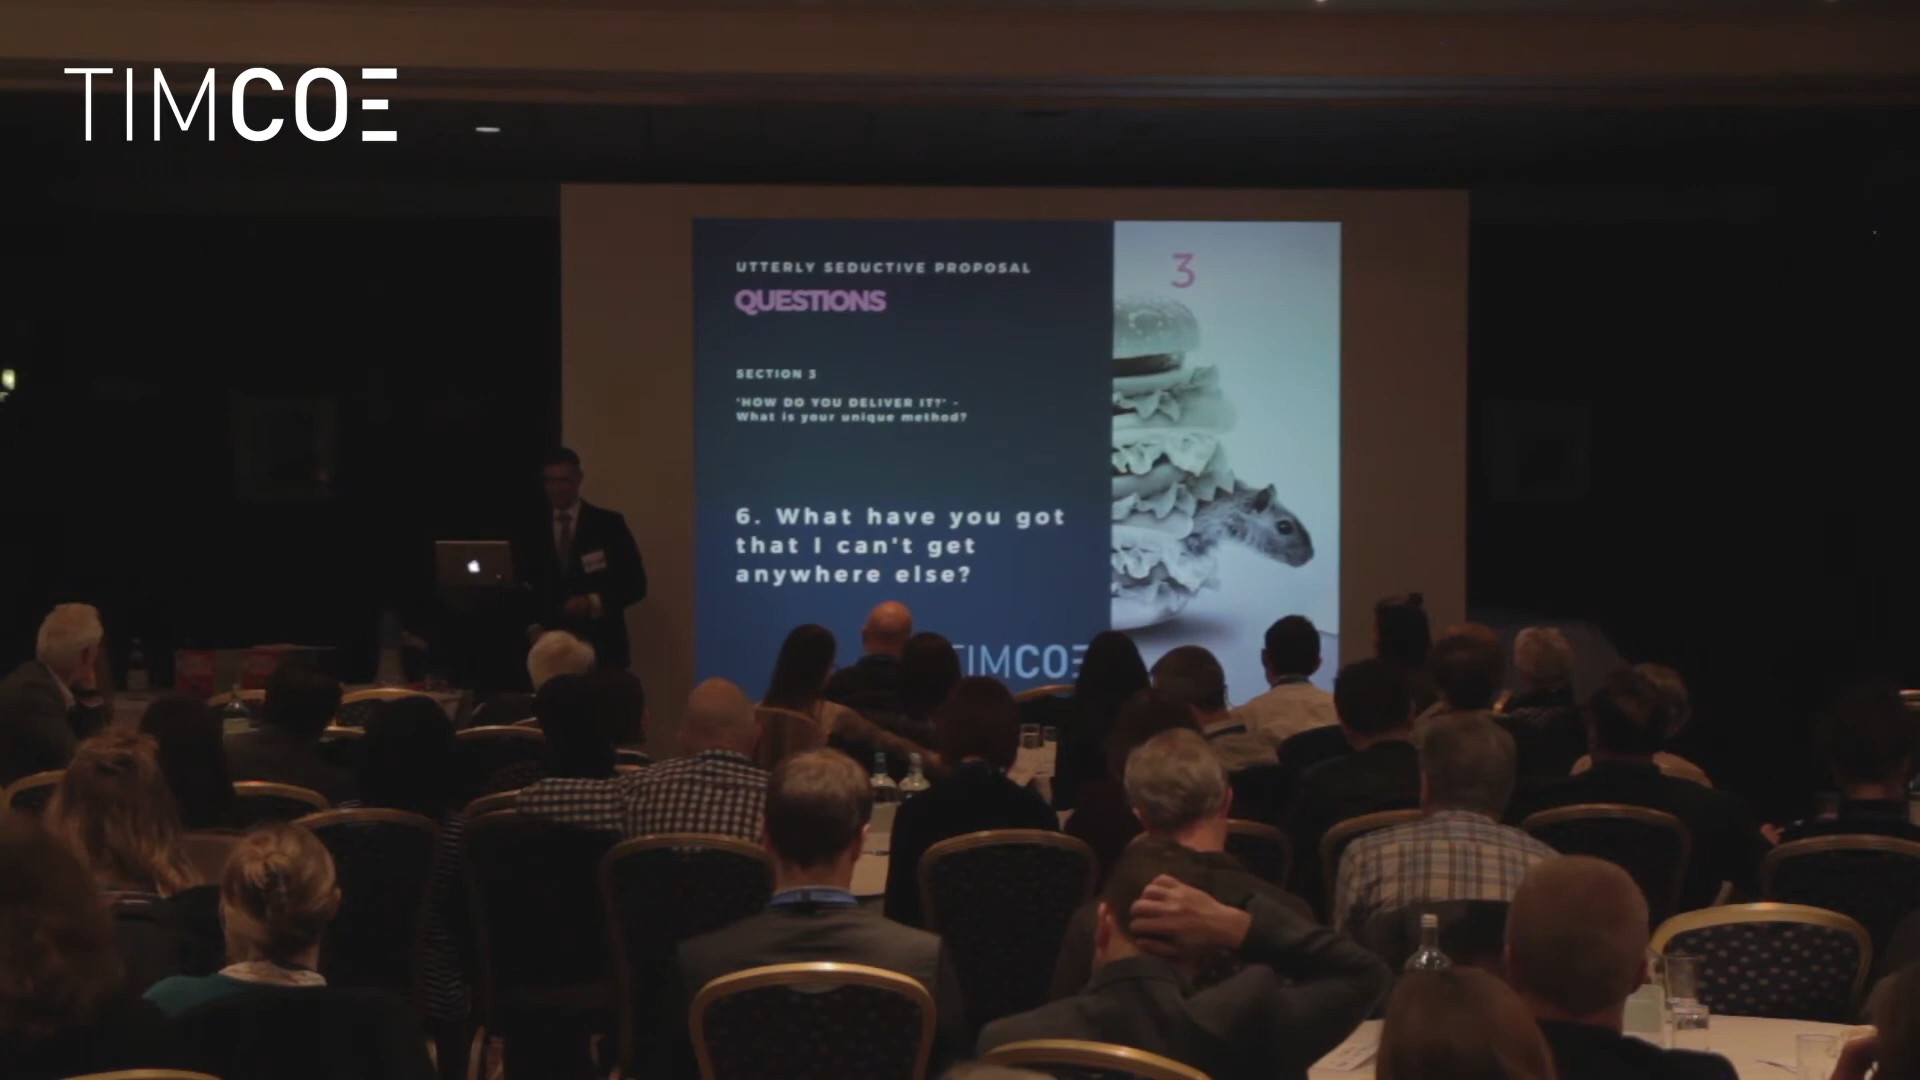 TIMCOE
UTTERLY SEDUCTIVE PROPOSAL
QUESTIONS
3
SECTION 3
'HOW DO YOU DELIVER IT?' -
What is your unique method?
6. What have you got
that I can't get
anywhere else?
TIMCOE